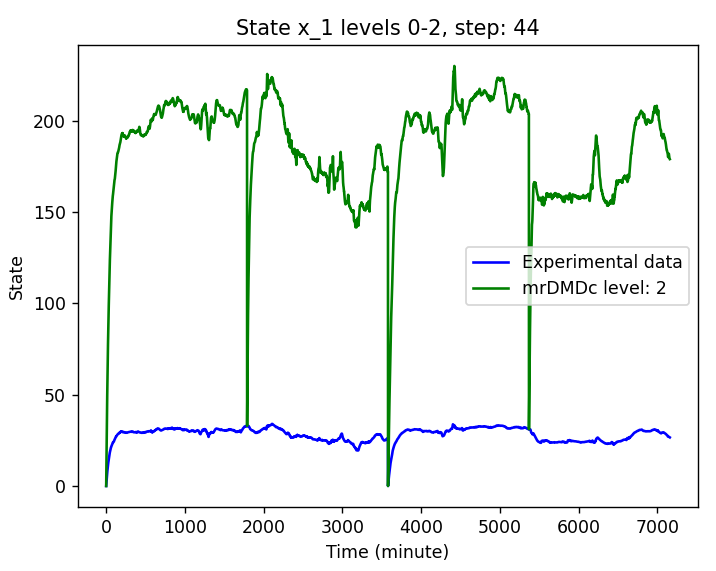 State x_1 levels 0-2, step: 44
State
200
150
100
50
0
Experimental data
mrDMDc level: 2
0 1000 2000 3000 4000 5000 6000 7000
Time (minute)